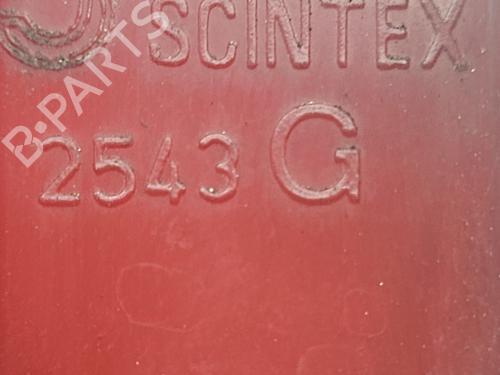 SCINTEX
2543 G
B·PARTS